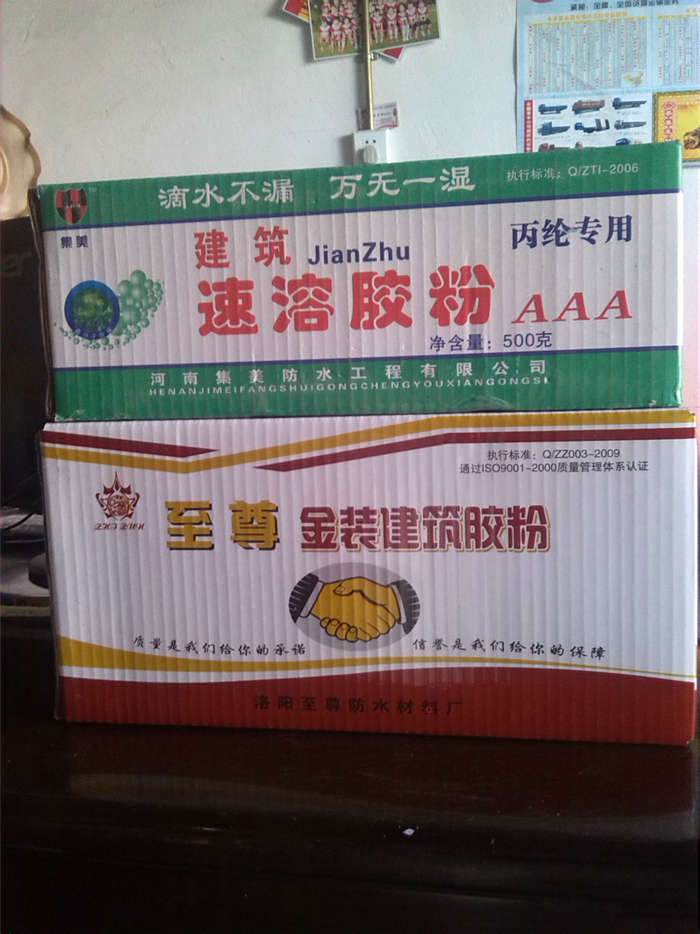 滴水不漏 万无一湿
执行标准：Q/ZTI-2006
集美
建筑 JianZhu
丙纶专用
速溶胶粉 AAA
净含量：500克
河南集美防水工程有限公司
HENANJIMEIFANGSHUIGONGCHENGYOUXIANGONGSI
执行标准：Q/ZZ003-2009
通过ISO9001-2000质量管理体系认证
至尊 金装建筑胶粉
质量是我们给你的承诺 信誉是我们给你的保障
洛阳至尊防水材料厂